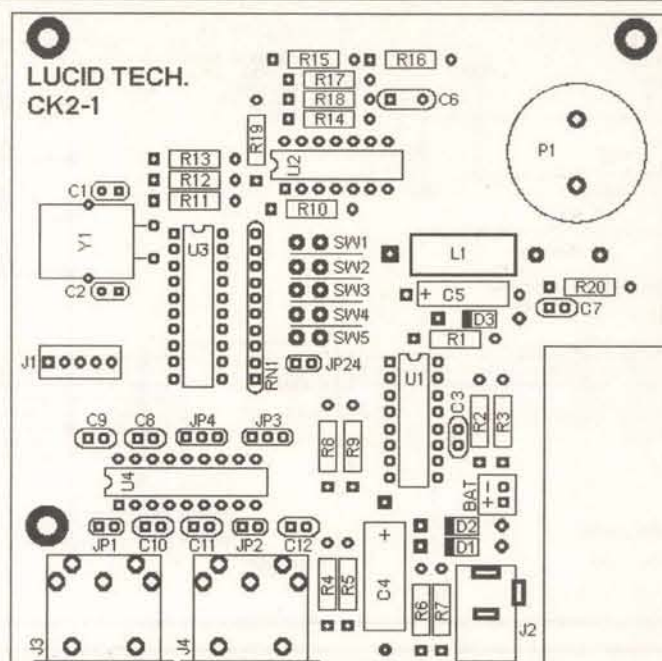 LUCID TECH.
CK2-1
R15
R16
R17
R18
C6
R14
R19
U2
P1
R13
R12
R11
C1
R10
Y1
U3
SW1
SW2
SW3
SW4
SW5
L1
C5
+
R20
C7
C2
D3
R1
J1
RN1
JP24
U1
C3
R2
R3
C9
C8
JP4
JP3
R8
R9
U4
BAT
+ -
JP1
C10
C11
JP2
C12
+
C4
D2
D1
R4
R5
R6
R7
J3
J4
J2